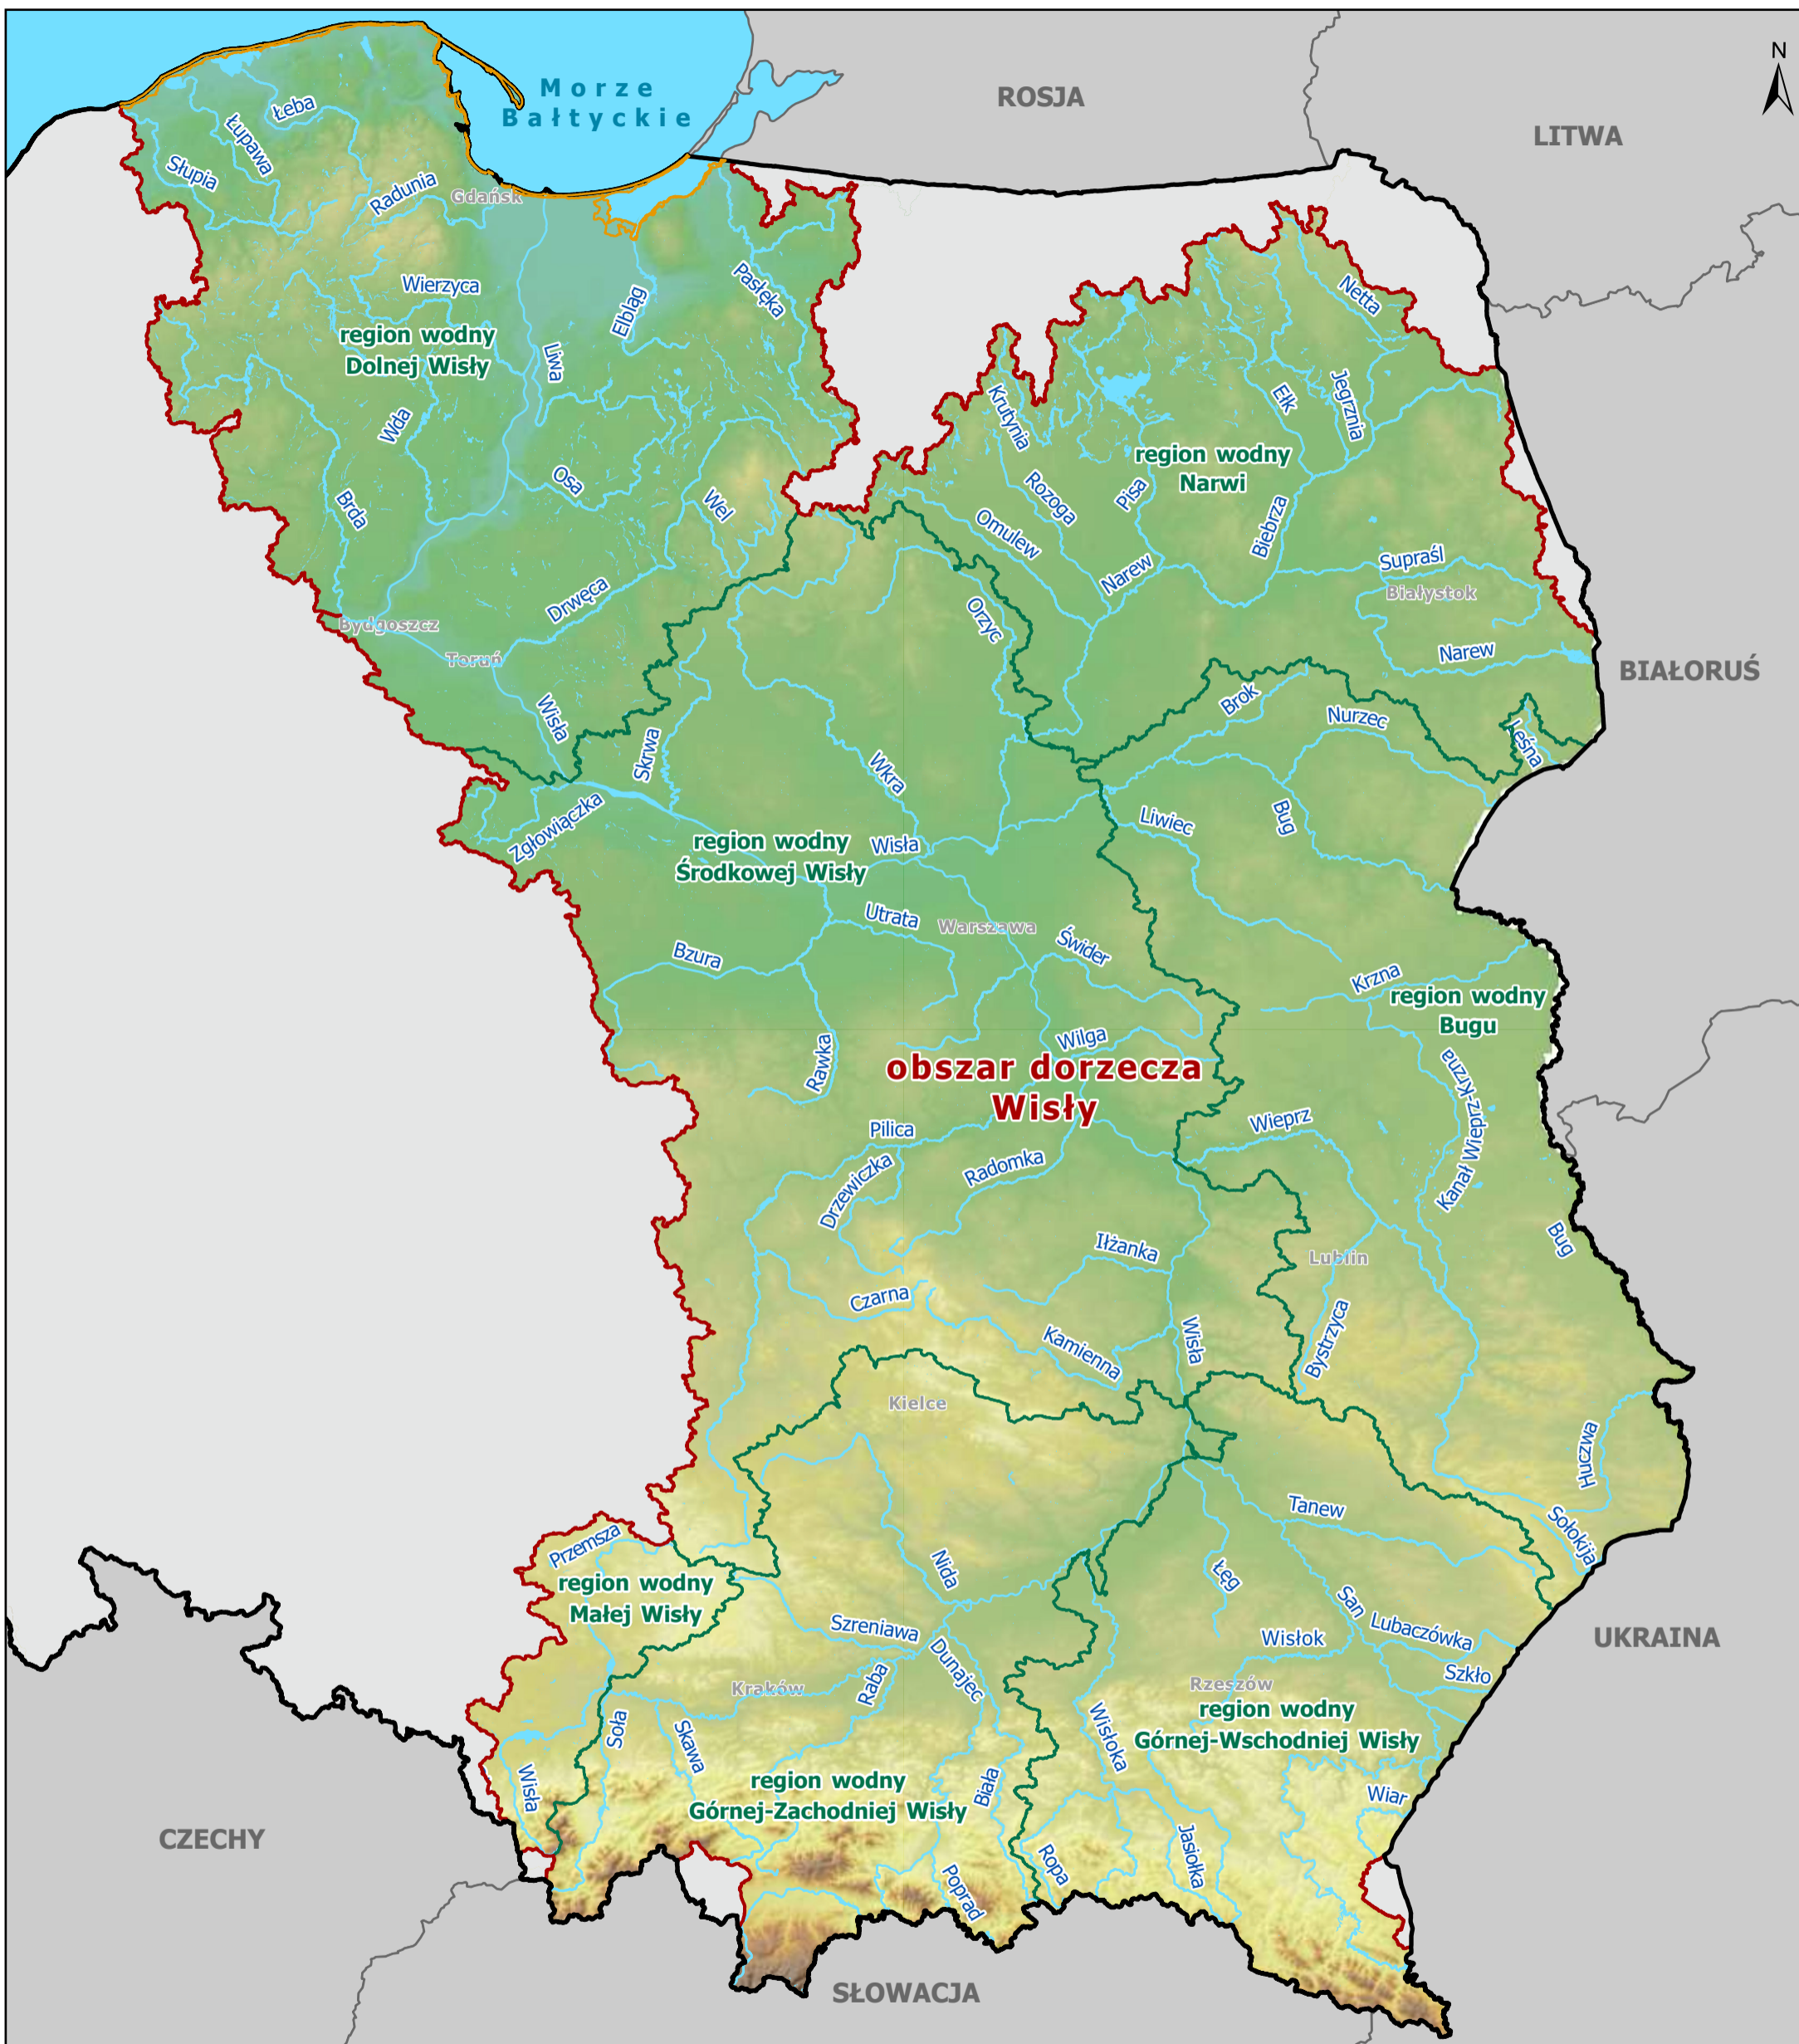 N
Morze
Bałtyckie
ROSJA
LITWA
Łeba
Łupawa
Słupia
Radunia
Gdańsk
Wierzyca
Elbląg
Pasłęka
Netta
region wodny
Dolnej Wisły
Liwa
Wda
Krutynia
Ełk
Jegrznia
region wodny
Narwi
Osa
Wel
Brda
Rozoga
Pisa
Omulew
Biebrza
Narew
Supraśl
Białystok
Drwęca
Orzyc
Bydgoszcz
Toruń
Narew
BIAŁORUŚ
Wisła
Skrwa
Brok
Nurzec
Leśna
Wkra
Zgłowiączka
Liwiec
Bug
region wodny
Środkowej Wisły
Wisła
Utrata
Warszawa
Świder
Bzura
Krzna
region wodny
Bugu
Rawka
Wilga
obszar dorzecza
Wisły
Kanał Wieprz-Krzna
Pilica
Wieprz
Drzewiczka
Radomka
Iłżanka
Lublin
Bug
Czarna
Kamienna
Wisła
Bystrzyca
Kielce
Huczwa
Tanew
Sołokija
Przemsza
region wodny
Małej Wisły
Nida
Łęg
San
Szreniawa
Wisłok
Lubaczówka
UKRAINA
Dunajec
Szkło
Raba
Kraków
Rzeszów
region wodny
Górnej-Wschodniej Wisły
Soła
Skawa
Wisłoka
Wisła
region wodny
Górnej-Zachodniej Wisły
Biała
Wiar
CZECHY
Ropa
Jasiołka
Poprad
SŁOWACJA